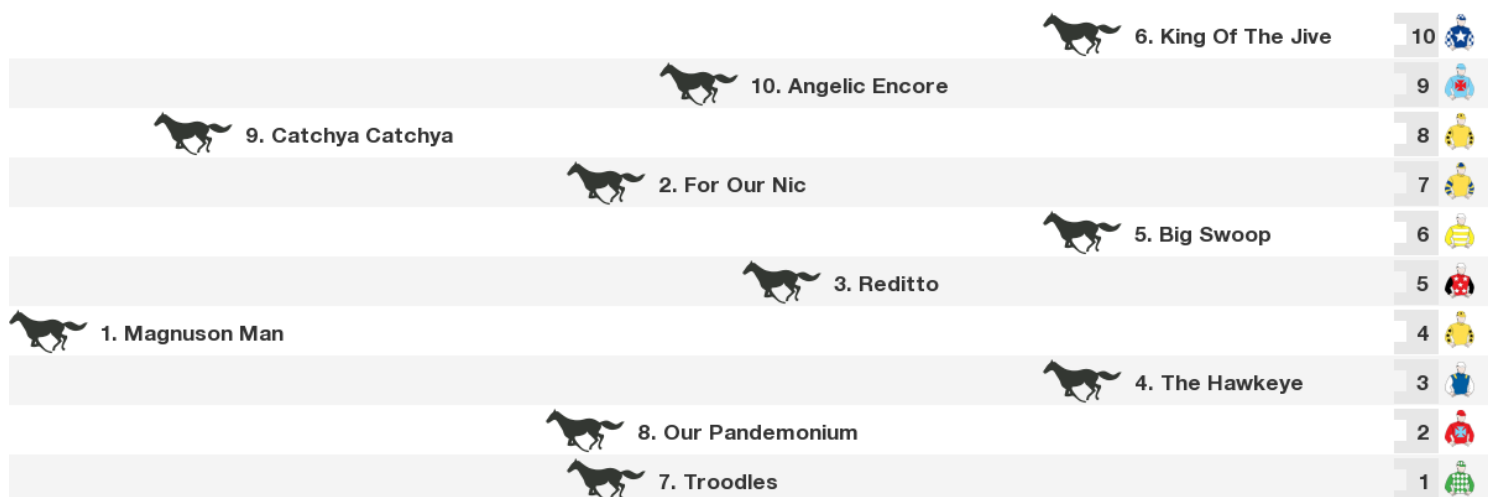 6. King Of The Jive 10
10. Angelic Encore 9
9. Catchya Catchya 8
2. For Our Nic 7
5. Big Swoop 6
3. Reditto 5
1. Magnuson Man 4
4. The Hawkeye 3
8. Our Pandemonium 2
7. Troodles 1